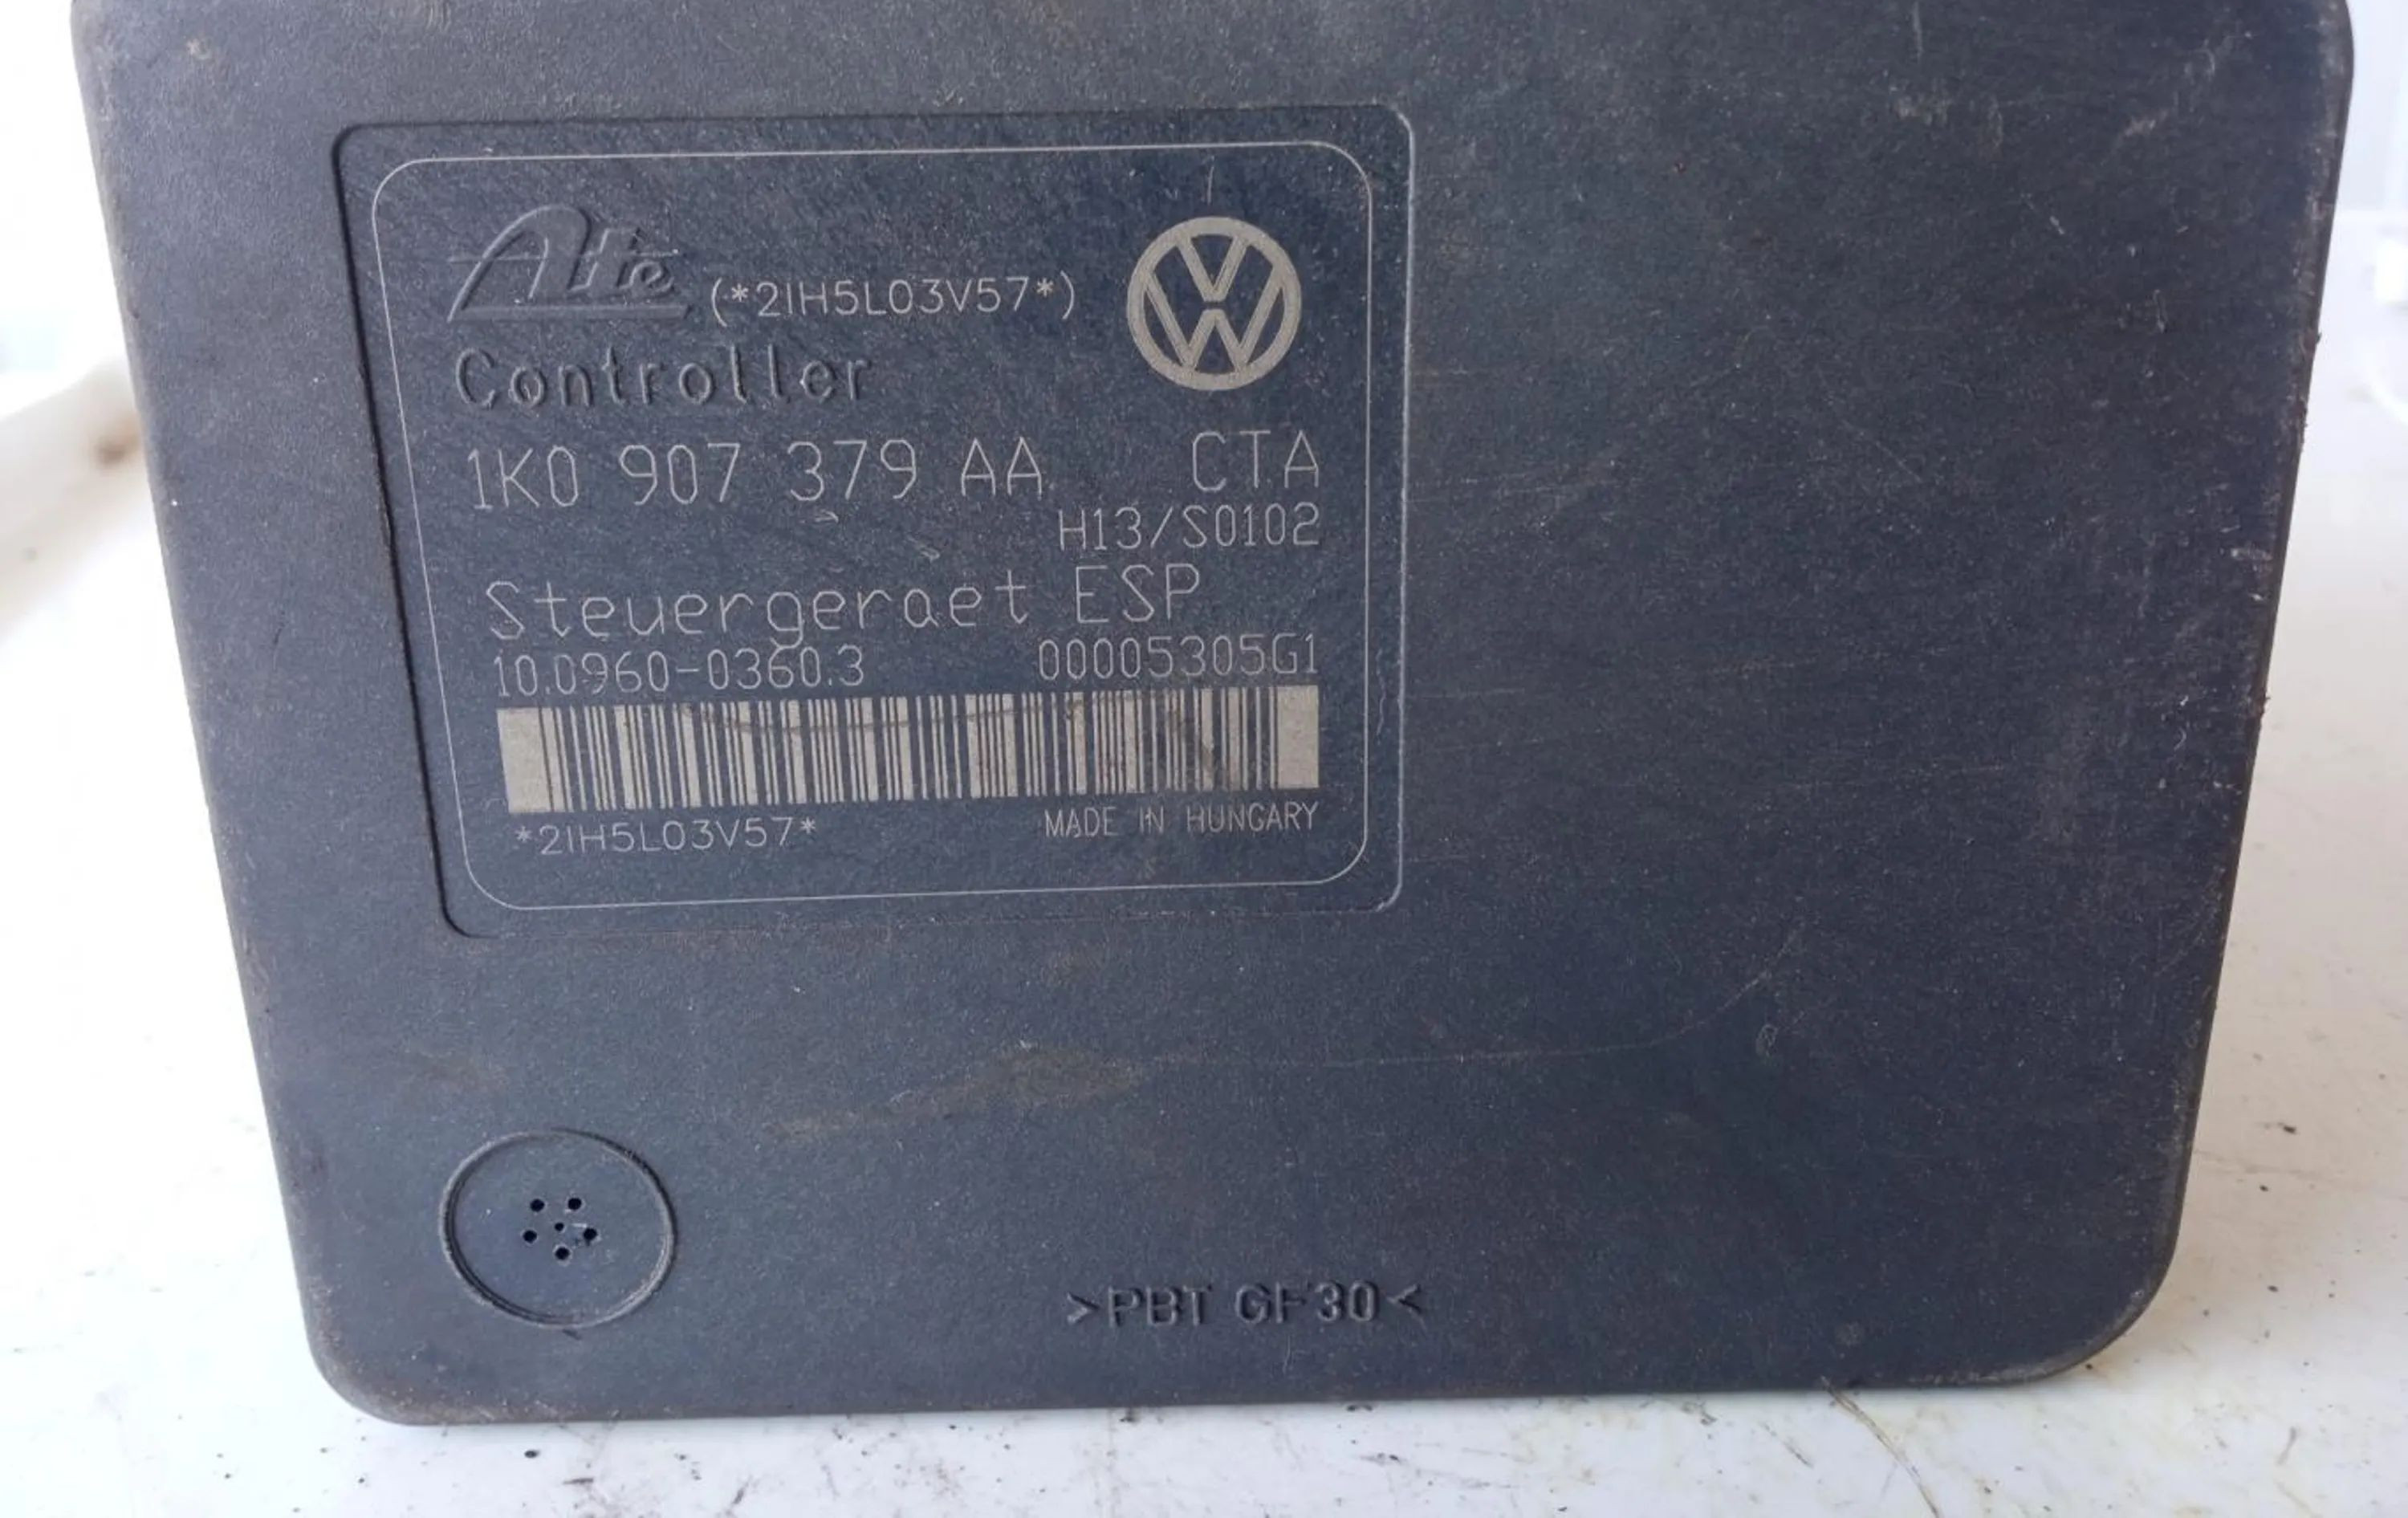 Ate (*2IH5L03V57*)
Controller
1K0 907 379 AA CTA
H13/S0102
Steuergeraet ESP
10.0960-0360.3 00005305G1
*2IH5L03V57* MADE IN HUNGARY
>PBT GF30<